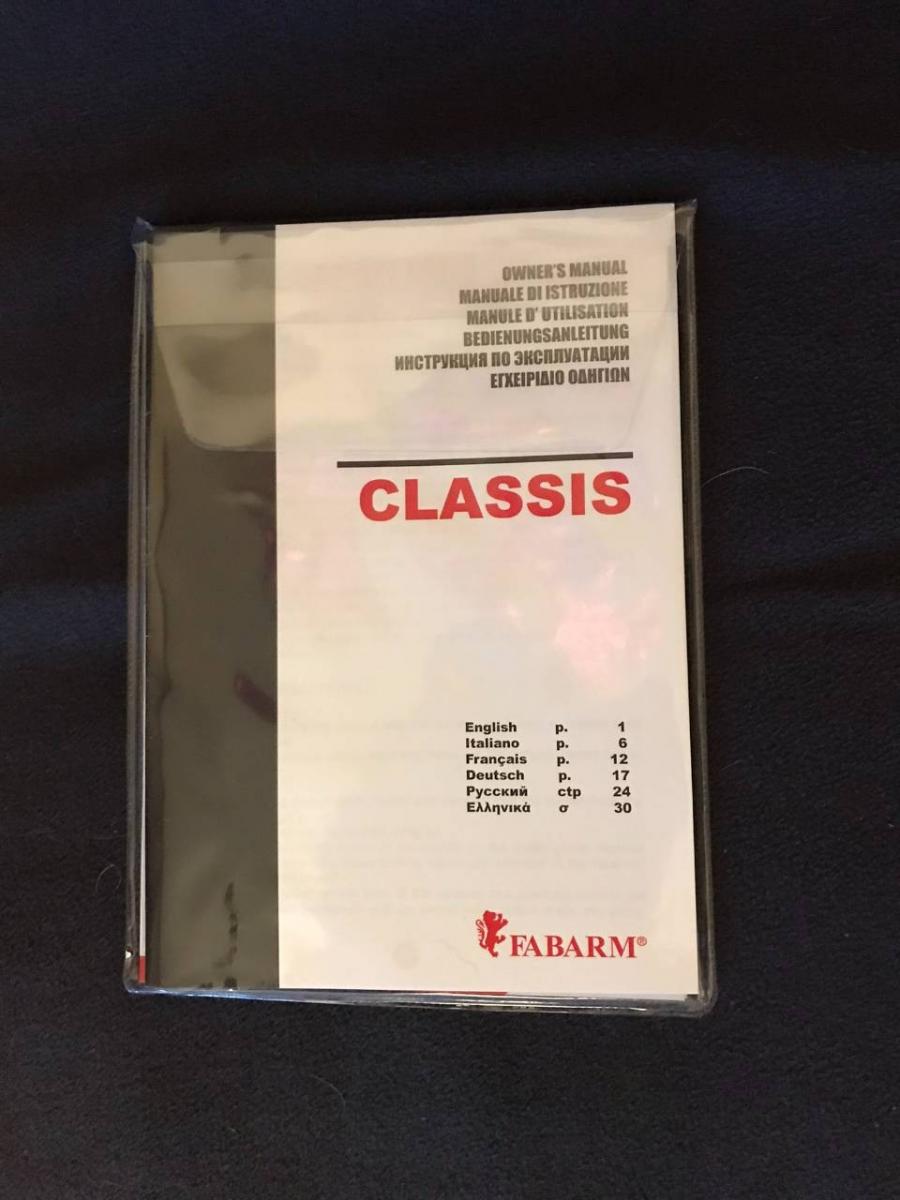 OWNER'S MANUAL
MANUALE DI ISTRUZIONE
MANULE D' UTILISATION
BEDIENUNGSANLEITUNG
ИНСТРУКЦИЯ ПО ЭКСПЛУАТАЦИИ
ΕΓΧΕΙΡΙΔΙΟ ΟΔΗΓΙΩΝ
CLASSIS
English p. 1
Italiano p. 6
Français p. 12
Deutsch p. 17
Русский стр 24
Ελληνικά σ 30
FABARM®